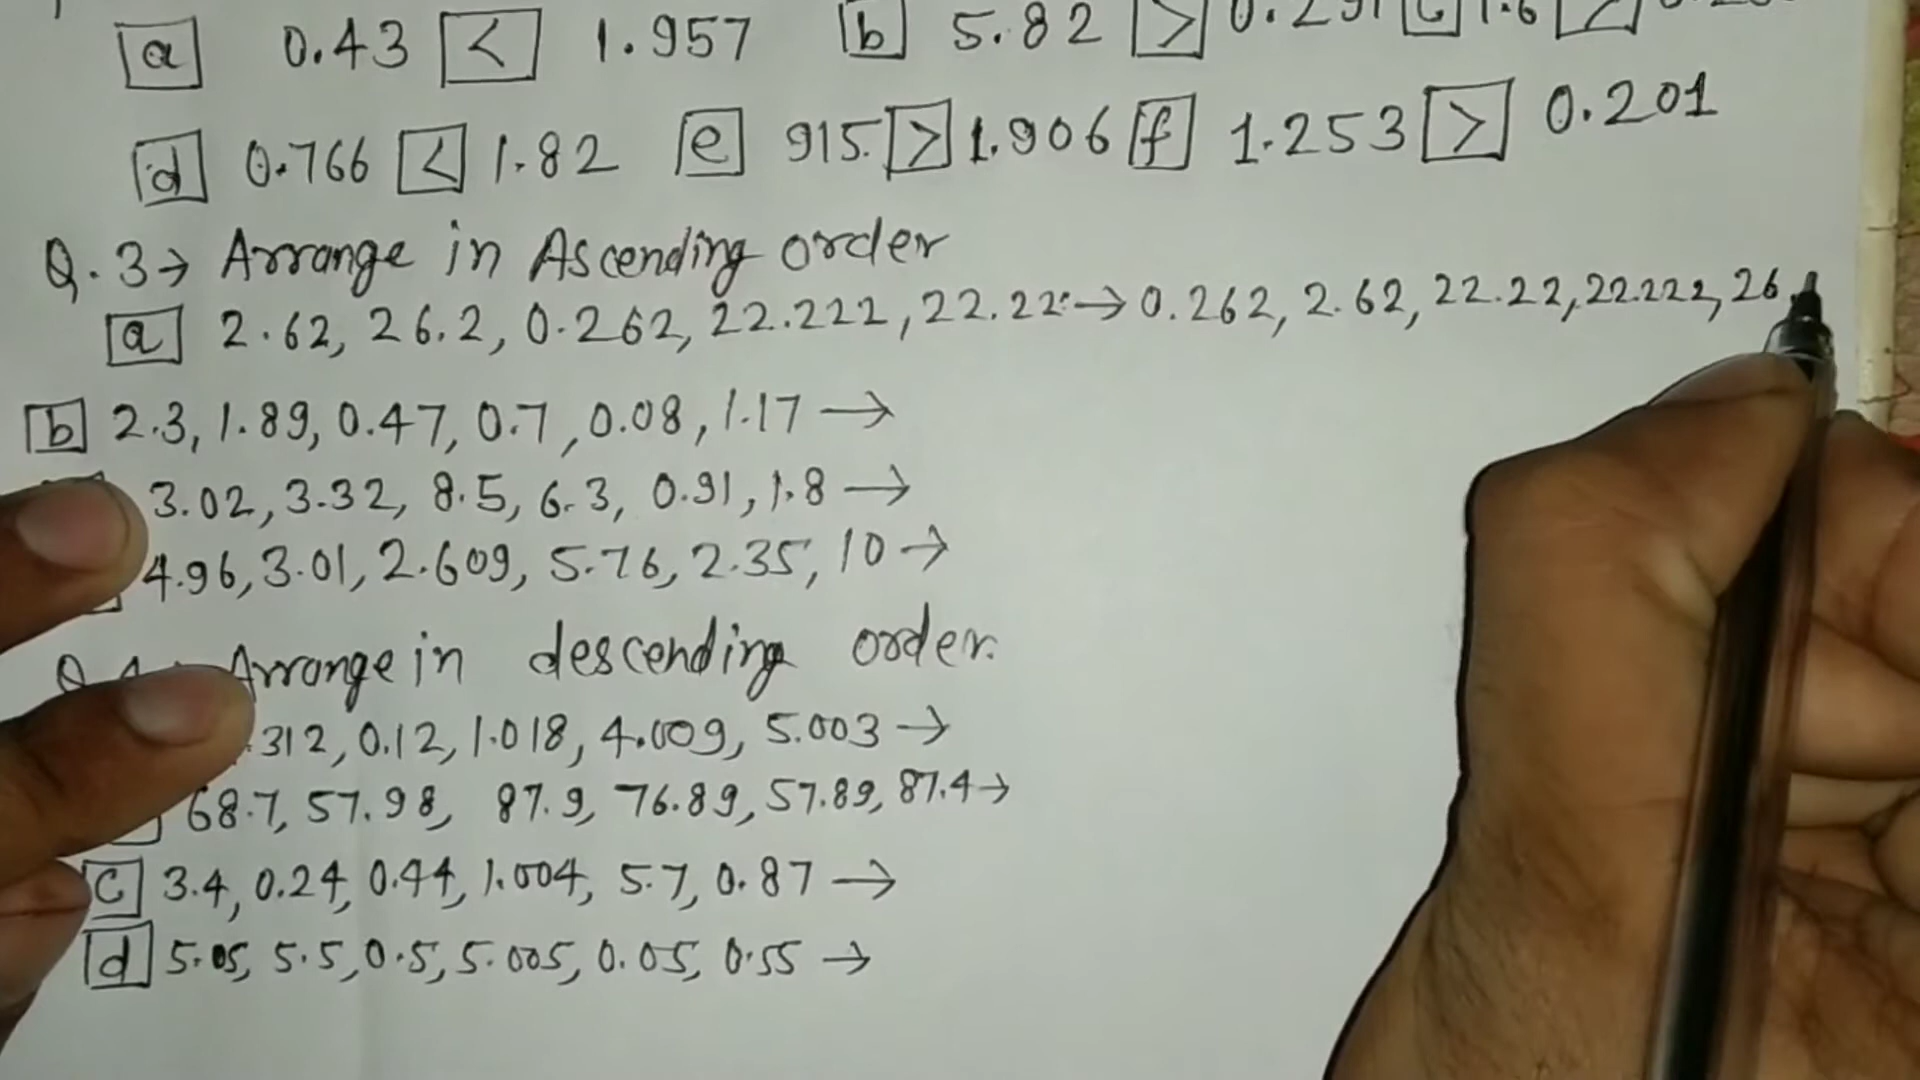 a 0.43 < 1.957 b 5.82 > 0.291 c 1.6 >
d 0.766 < 1.82 e 915. > 1.906 f 1.253 > 0.201
Q.3→ Arrange in Ascending order
a 2.62, 26.2, 0.262, 22.222, 22.22:→ 0.262, 2.62, 22.22, 22.222, 26.
b 2.3, 1.89, 0.47, 0.7, 0.08, 1.17 →
3.02, 3.32, 8.5, 6.3, 0.91, 1.8 →
4.96, 3.01, 2.609, 5.76, 2.35, 10 →
Arrange in descending order.
.312, 0.12, 1.018, 4.009, 5.003 →
68.7, 57.98, 87.9, 76.89, 57.89, 87.4 →
c 3.4, 0.24, 0.44, 1.004, 5.7, 0.87 →
d 5.05, 5.5, 0.5, 5.005, 0.05, 0.55 →